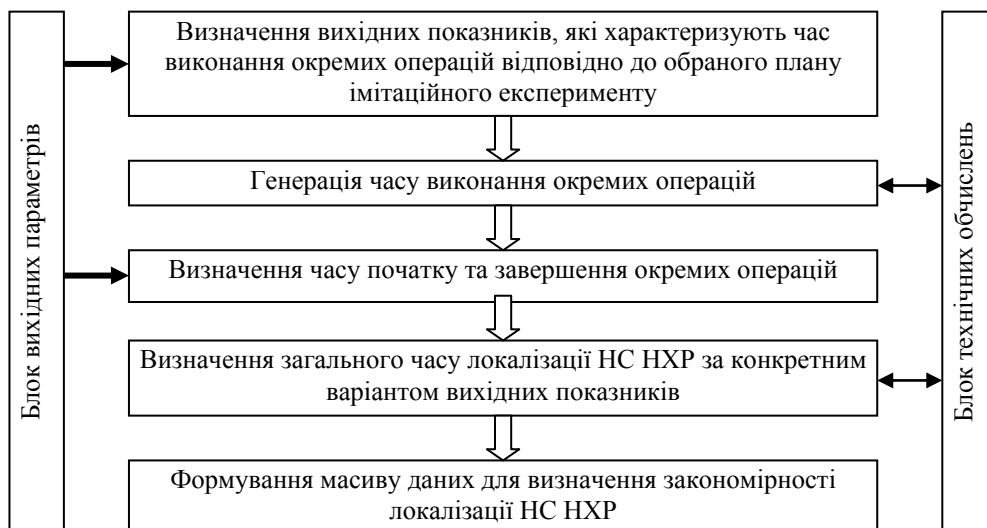 Блок вихідних параметрів
Визначення вихідних показників, які характеризують час
виконання окремих операцій відповідно до обраного плану
імітаційного експерименту
Генерація часу виконання окремих операцій
Визначення часу початку та завершення окремих операцій
Визначення загального часу локалізації НС НХР за конкретним
варіантом вихідних показників
Формування масиву даних для визначення закономірності
локалізації НС НХР
Блок технічних обчислень